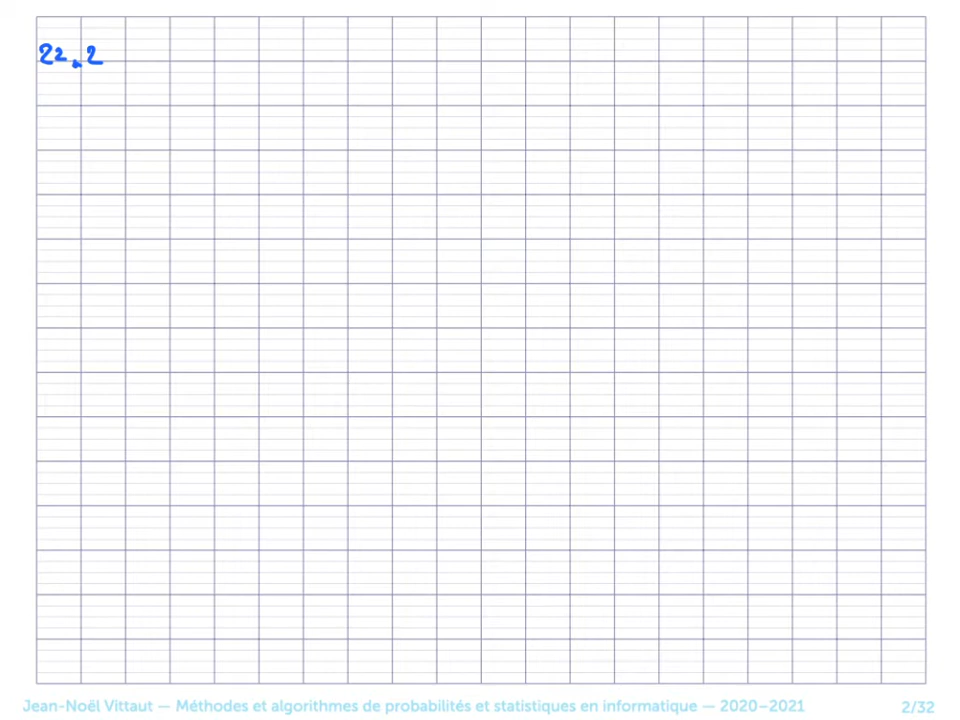 22.2
Jean-Noël Vittaut — Méthodes et algorithmes de probabilités et statistiques en informatique — 2020–2021
2/32